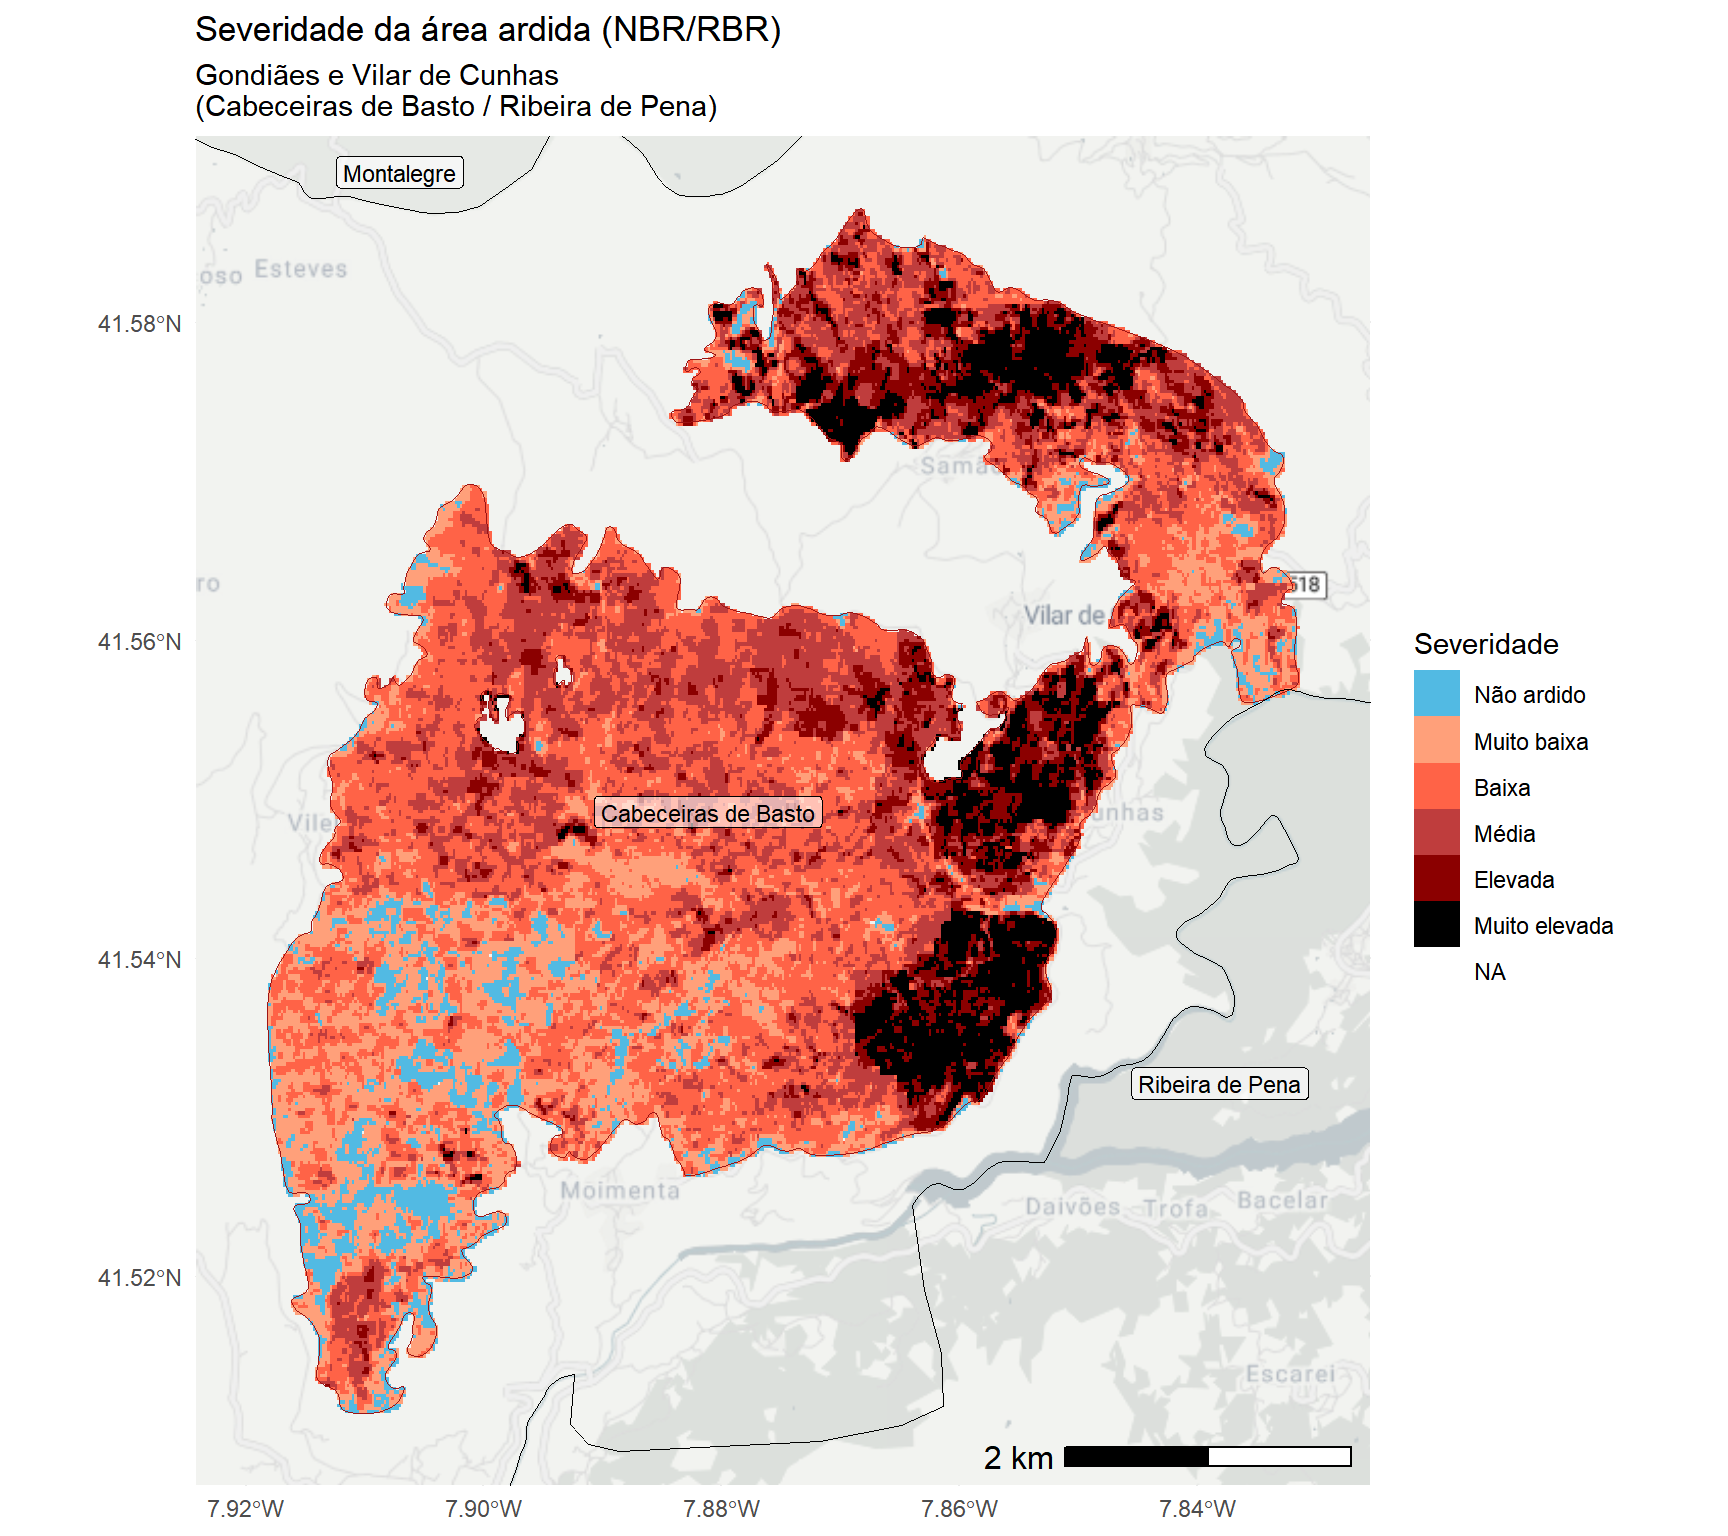 Severidade da área ardida (NBR/RBR)
Gondiães e Vilar de Cunhas
(Cabeceiras de Basto / Ribeira de Pena)
Montalegre
oso
Esteves
41.58°N
Samã
ro
518
Vilar de
41.56°N
Severidade
Não ardido
Muito baixa
Baixa
Média
Elevada
Muito elevada
NA
Cabeceiras de Basto
Vile
unhas
41.54°N
Ribeira de Pena
Moimenta
Daivões
Trofa
Bacelar
41.52°N
Escarei
2 km
7.92°W
7.90°W
7.88°W
7.86°W
7.84°W